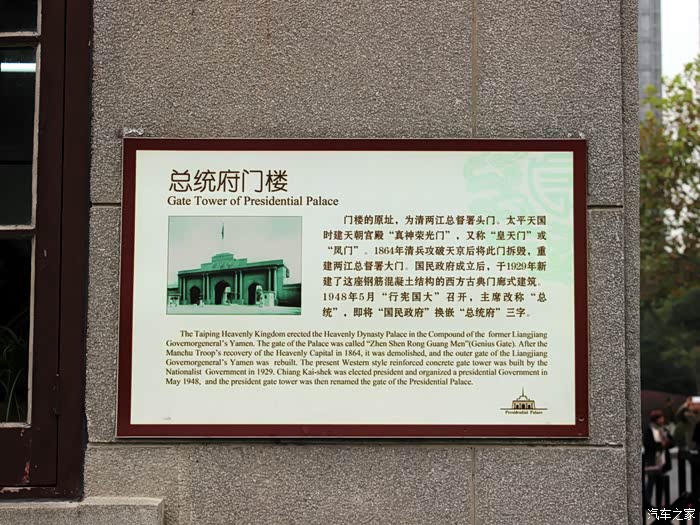 总统府门楼
Gate Tower of Presidential Palace
门楼的原址，为清两江总督署头门。太平天国
时建天朝宫殿“真神荣光门”，又称“皇天门”或
“凤门”。1864年清兵攻破天京后将此门拆毁，重
建两江总督署大门。国民政府成立后，于1929年新
建了这座钢筋混凝土结构的西方古典门廊式建筑。
1948年5月“行宪国大”召开，主席改称“总
统”，即将“国民政府”换嵌“总统府”三字。
The Taiping Heavenly Kingdom erected the Heavenly Dynasty Palace in the Compound of the former Liangjiang
Governorgeneral's Yamen. The gate of the Palace was called “Zhen Shen Rong Guang Men”(Genius Gate). After the
Manchu Troop's recovery of the Heavenly Capital in 1864, it was demolished, and the outer gate of the Liangjiang
Governorgeneral's Yamen was rebuilt. The present Western style reinforced concrete gate tower was built by the
Nationalist Government in 1929. Chiang Kai-shek was elected president and organized a presidential Government in
May 1948, and the president gate tower was then renamed the gate of the Presidential Palace.
Presidential Palace
汽车之家